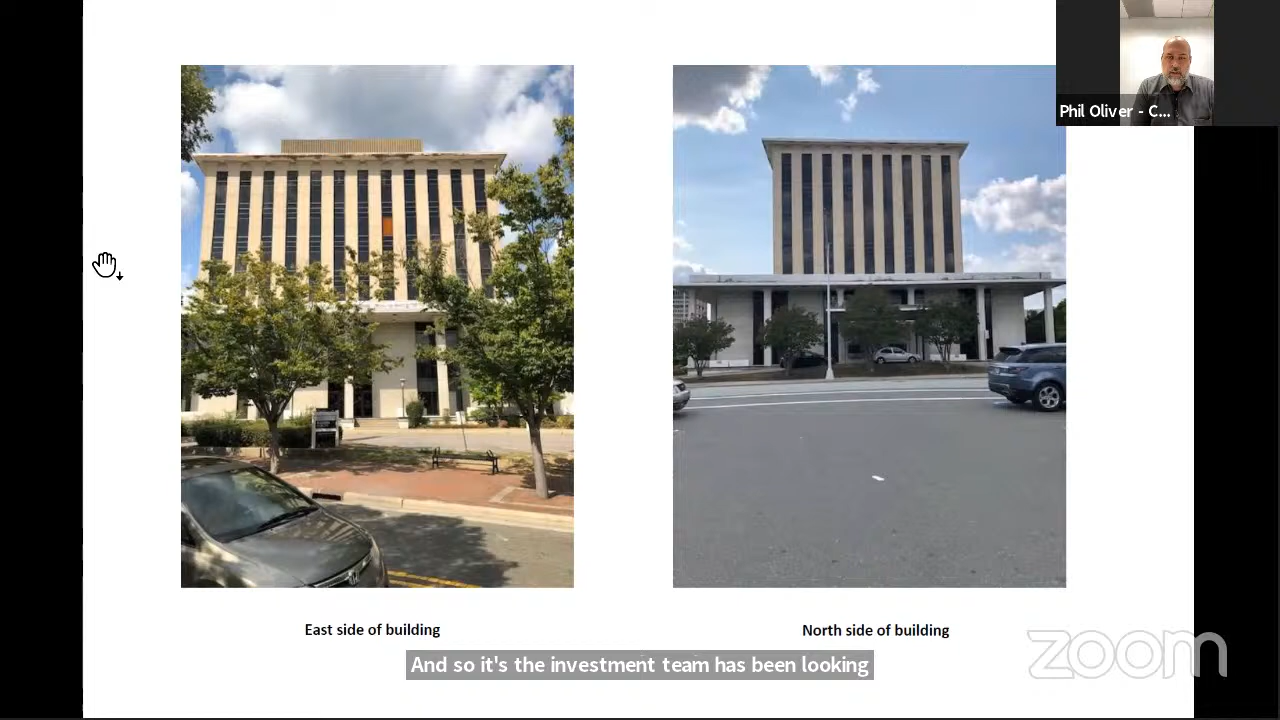 Phil Oliver - C...
East side of building
North side of building
And so it's the investment team has been looking
zoom